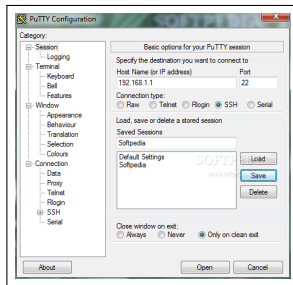 PuTTY Configuration
Category:
Session
Logging
Terminal
Keyboard
Bell
Features
Window
Appearance
Behaviour
Translation
Selection
Colours
Connection
Data
Proxy
Telnet
Rlogin
SSH
Serial
Basic options for your PuTTY session
Specify the destination you want to connect to
Host Name (or IP address) Port
192.168.1.1 22
Connection type:
Raw Telnet Rlogin SSH Serial
Load, save or delete a stored session
Saved Sessions
Softpedia
Default Settings
Softpedia
Load
Save
Delete
Close window on exit:
Always Never Only on clean exit
About Open Cancel